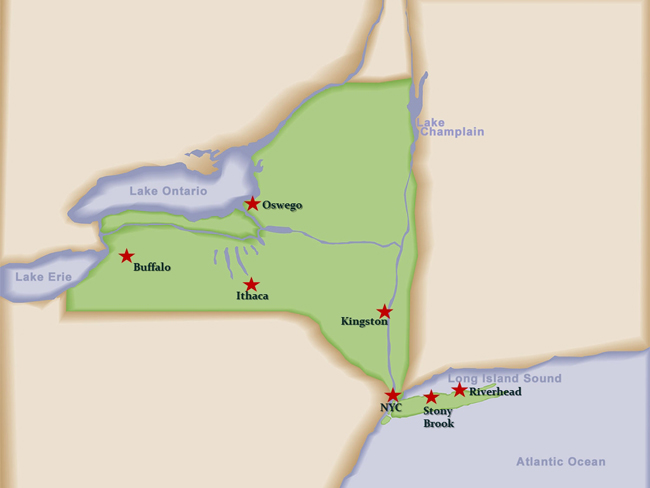 Lake
Champlain
Lake Ontario
Oswego
Buffalo
Lake Erie
Ithaca
Kingston
Long Island Sound
Riverhead
NYC
Stony
Brook
Atlantic Ocean